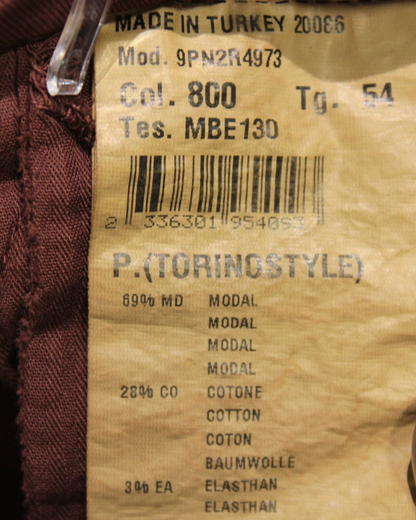 MADE IN TURKEY 20086
Mod. 9PN2R4973
Col. 800 Tg. 54
Tes. MBE130
2 336301 954093
P.(TORINOSTYLE)
69% MD MODAL
MODAL
MODAL
MODAL
28% CO COTONE
COTTON
COTON
BAUMWOLLE
3% EA ELASTHAN
ELASTHAN